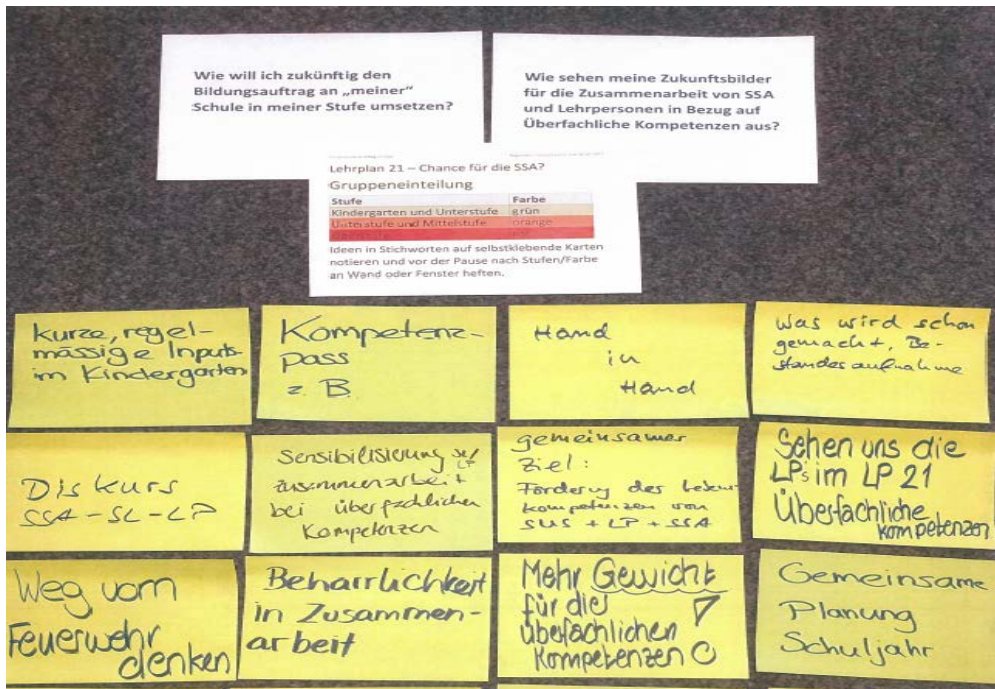 Wie will ich zukünftig den
Bildungsauftrag an „meiner"
Schule in meiner Stufe umsetzen?
Wie sehen meine Zukunftsbilder
für die Zusammenarbeit von SSA
und Lehrpersonen in Bezug auf
Überfachliche Kompetenzen aus?
Lehrplan 21 – Chance für die SSA?
Gruppeneinteilung
Stufe Farbe
Kindergarten und Unterstufe grün
Unterstufe und Mittelstufe orange
Ideen in Stichworten auf selbstklebende Karten
notieren und vor der Pause nach Stufen/Farbe
an Wand oder Fenster heften.
kurze, regel-
mässige Inputs
im Kindergarten
Kompetenz-
pass
z. B.
Hand
in
Hand
Was wird schon
gemacht, Be-
standesaufnahme
Diskurs
SSA-SL-LP
Sensibilisierung SL/LP
Zusammenarbeit
bei überfachlichen
Kompetenzen
gemeinsamer
Ziel:
Förderung der
kompetenzen von
SUS + LP + SSA
Sehen uns die
LPs im LP 21
Überfachliche
Kompetenzen
Weg vom
Feuerwehr
denken
Beharrlichkeit
in Zusammen-
arbeit
Mehr Gewicht
für die
übefachlichen
Kompetenzen
Gemeinsame
Planung
Schuljahr